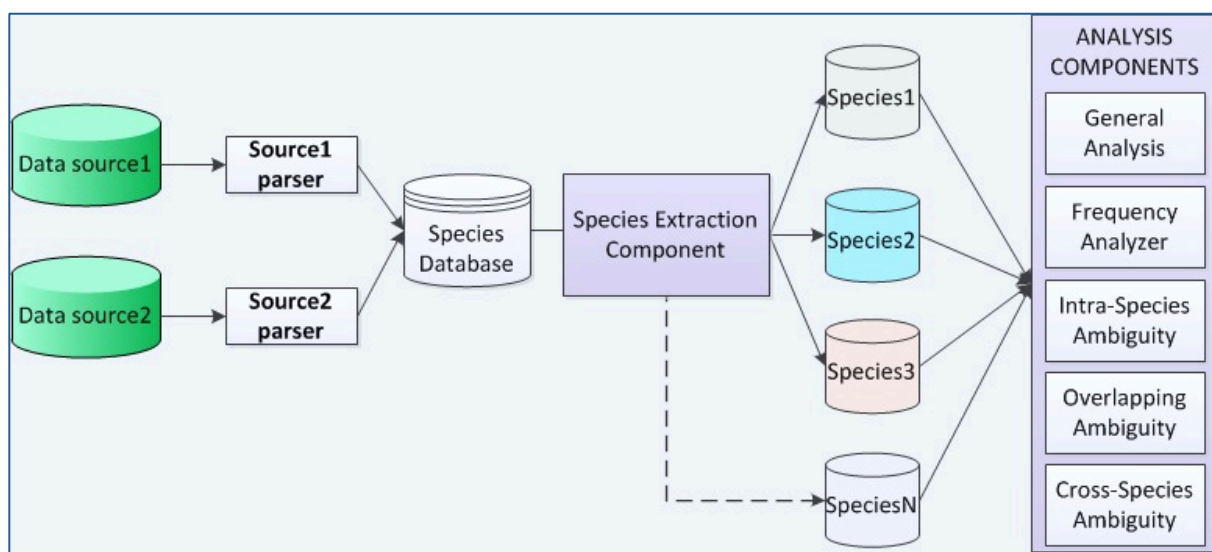 Data source1
Data source2
Source1
parser
Source2
parser
Species
Database
Species Extraction
Component
Species1
Species2
Species3
SpeciesN
ANALYSIS
COMPONENTS
General
Analysis
Frequency
Analyzer
Intra-Species
Ambiguity
Overlapping
Ambiguity
Cross-Species
Ambiguity